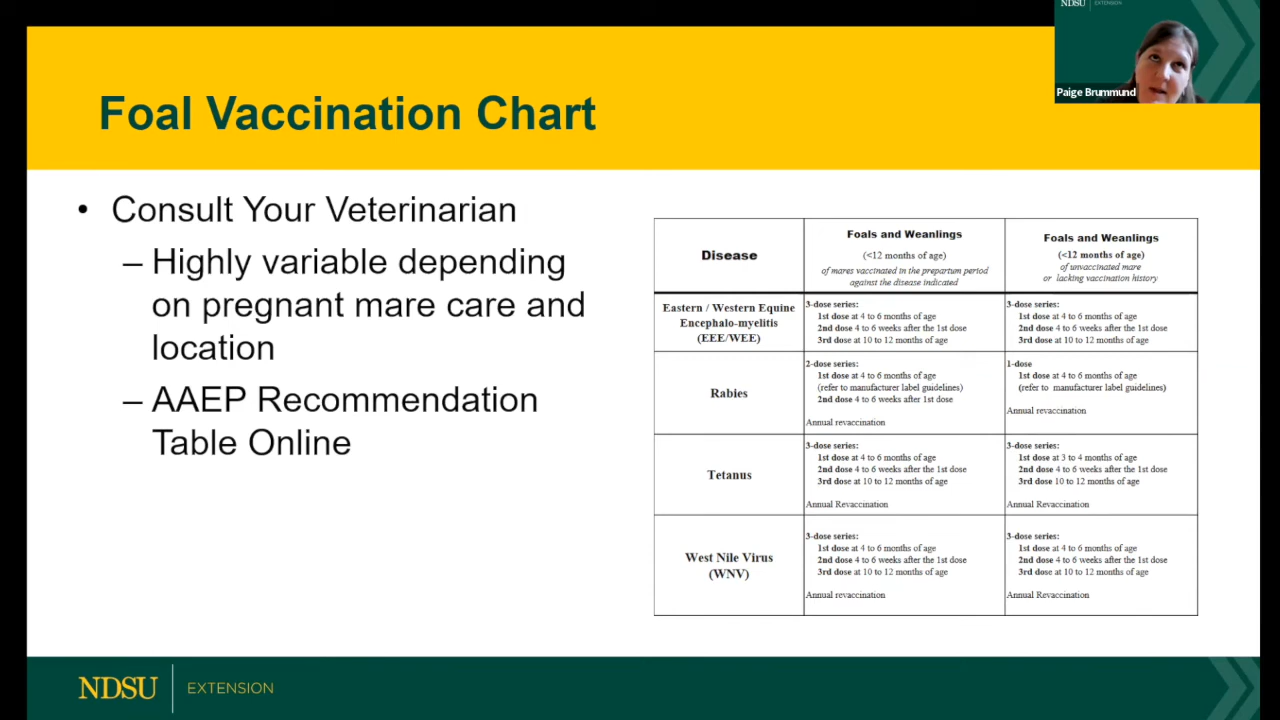 NDSU EXTENSION
Paige Brummund
Foal Vaccination Chart
• Consult Your Veterinarian
– Highly variable depending
on pregnant mare care and
location
– AAEP Recommendation
Table Online
Disease
Foals and Weanlings
(<12 months of age)
of mares vaccinated in the prepartum period
against the disease indicated
Foals and Weanlings
(<12 months of age)
of unvaccinated mare
or lacking vaccination history
Eastern / Western Equine
Encephalo-myelitis
(EEE/WEE)
3-dose series:
1st dose at 4 to 6 months of age
2nd dose 4 to 6 weeks after the 1st dose
3rd dose at 10 to 12 months of age
3-dose series:
1st dose at 4 to 6 months of age
2nd dose 4 to 6 weeks after the 1st dose
3rd dose at 10 to 12 months of age
Rabies
2-dose series:
1st dose at 4 to 6 months of age
(refer to manufacturer label guidelines)
2nd dose 4 to 6 weeks after 1st dose
Annual revaccination
1-dose
1st dose at 4 to 6 months of age
(refer to manufacturer label guidelines)
Annual revaccination
Tetanus
3-dose series:
1st dose at 4 to 6 months of age
2nd dose 4 to 6 weeks after the 1st dose
3rd dose at 10 to 12 months of age
Annual Revaccination
3-dose series:
1st dose at 3 to 4 months of age
2nd dose 4 to 6 weeks after the 1st dose
3rd dose 10 to 12 months of age
Annual Revaccination
West Nile Virus
(WNV)
3-dose series:
1st dose at 4 to 6 months of age
2nd dose 4 to 6 weeks after the 1st dose
3rd dose at 10 to 12 months of age
Annual revaccination
3-dose series:
1st dose at 4 to 6 months of age
2nd dose 4 to 6 weeks after the 1st dose
3rd dose at 10 to 12 months of age
Annual Revaccination
NDSU EXTENSION